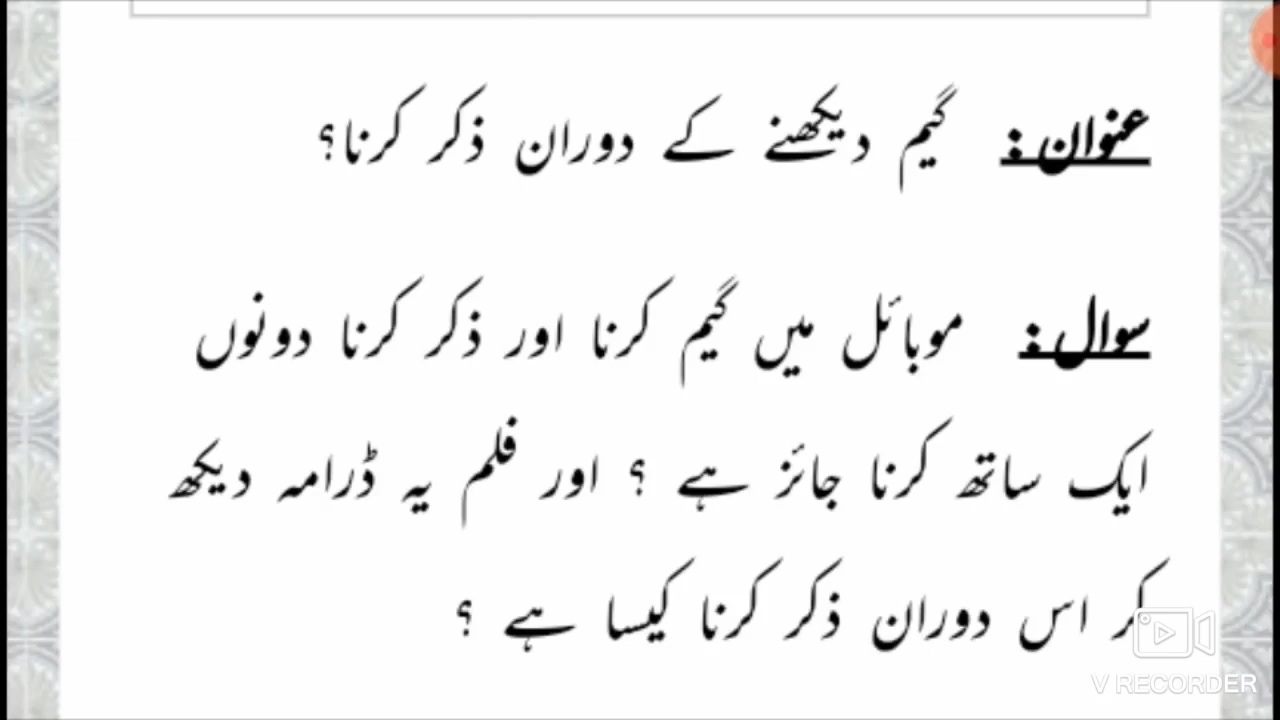 عنوان : گیم دیکھنے کے دوران ذکر کرنا؟
سوال : موبائل میں گیم کرنا اور ذکر کرنا دونوں
ایک ساتھ کرنا جائز ہے ؟ اور فلم یہ ڈرامہ دیکھ
کر اس دوران ذکر کرنا کیسا ہے ؟
V RECORDER